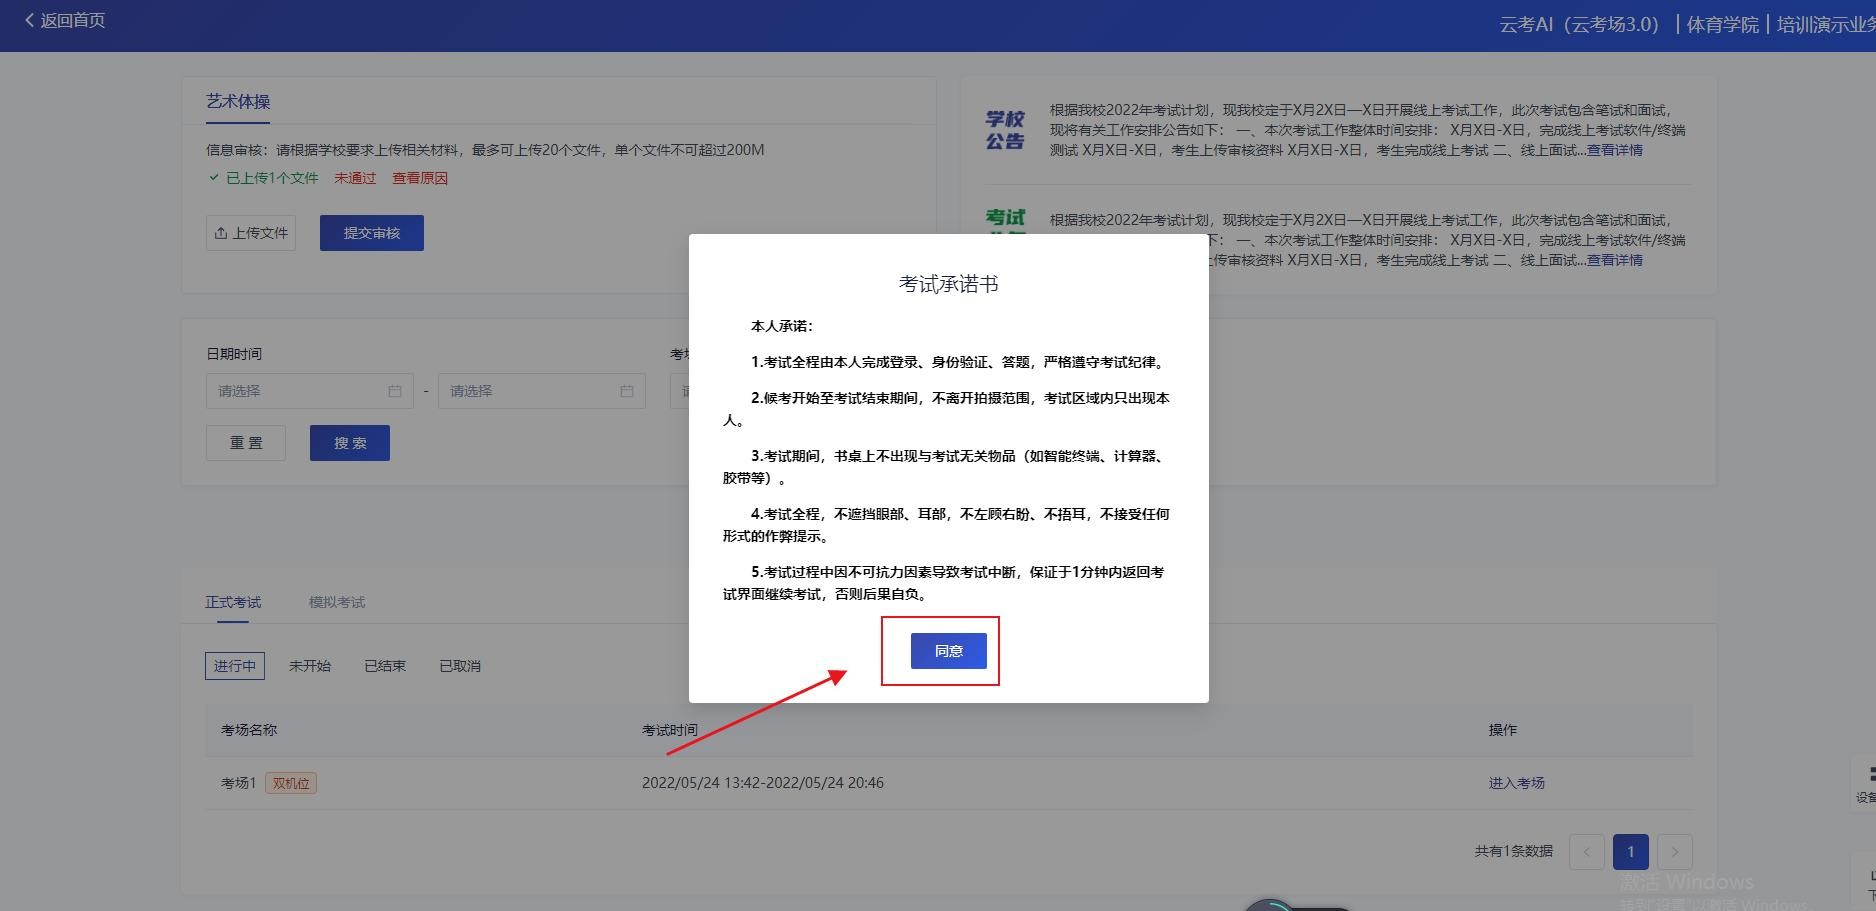 返回首页
云考AI（云考场3.0）｜体育学院｜培训演示业务
艺术体操
信息审核：请根据学校要求上传相关材料，最多可上传20个文件，单个文件不可超过200M
已上传1个文件 未通过 查看原因
上传文件 提交审核
学校
公告
根据我校2022年考试计划，现我校定于X月2X日—X日开展线上考试工作，此次考试包含笔试和面试，
现将有关工作安排公告如下： 一、本次考试工作整体时间安排： X月X日-X日，完成线上考试软件/终端
测试 X月X日-X日，考生上传审核资料 X月X日-X日，考生完成线上考试 二、线上面试...查看详情
考试
根据我校2022年考试计划，现我校定于X月2X日—X日开展线上考试工作，此次考试包含笔试和面试，
下： 一、本次考试工作整体时间安排： X月X日-X日，完成线上考试软件/终端
上传审核资料 X月X日-X日，考生完成线上考试 二、线上面试...查看详情
日期时间
考场
请选择 - 请选择
请
重 置 搜 索
考试承诺书
本人承诺：
1.考试全程由本人完成登录、身份验证、答题，严格遵守考试纪律。
2.候考开始至考试结束期间，不离开拍摄范围，考试区域内只出现本
人。
3.考试期间，书桌上不出现与考试无关物品（如智能终端、计算器、
胶带等）。
4.考试全程，不遮挡眼部、耳部，不左顾右盼、不捂耳，不接受任何
形式的作弊提示。
5.考试过程中因不可抗力因素导致考试中断，保证于1分钟内返回考
试界面继续考试，否则后果自负。
同意
正式考试 模拟考试
进行中 未开始 已结束 已取消
考场名称 考试时间 操作
考场1 双机位 2022/05/24 13:42-2022/05/24 20:46 进入考场
设备
共有1条数据 < 1 >
激活 Windows
转到"设置"以激活 Windows。
下